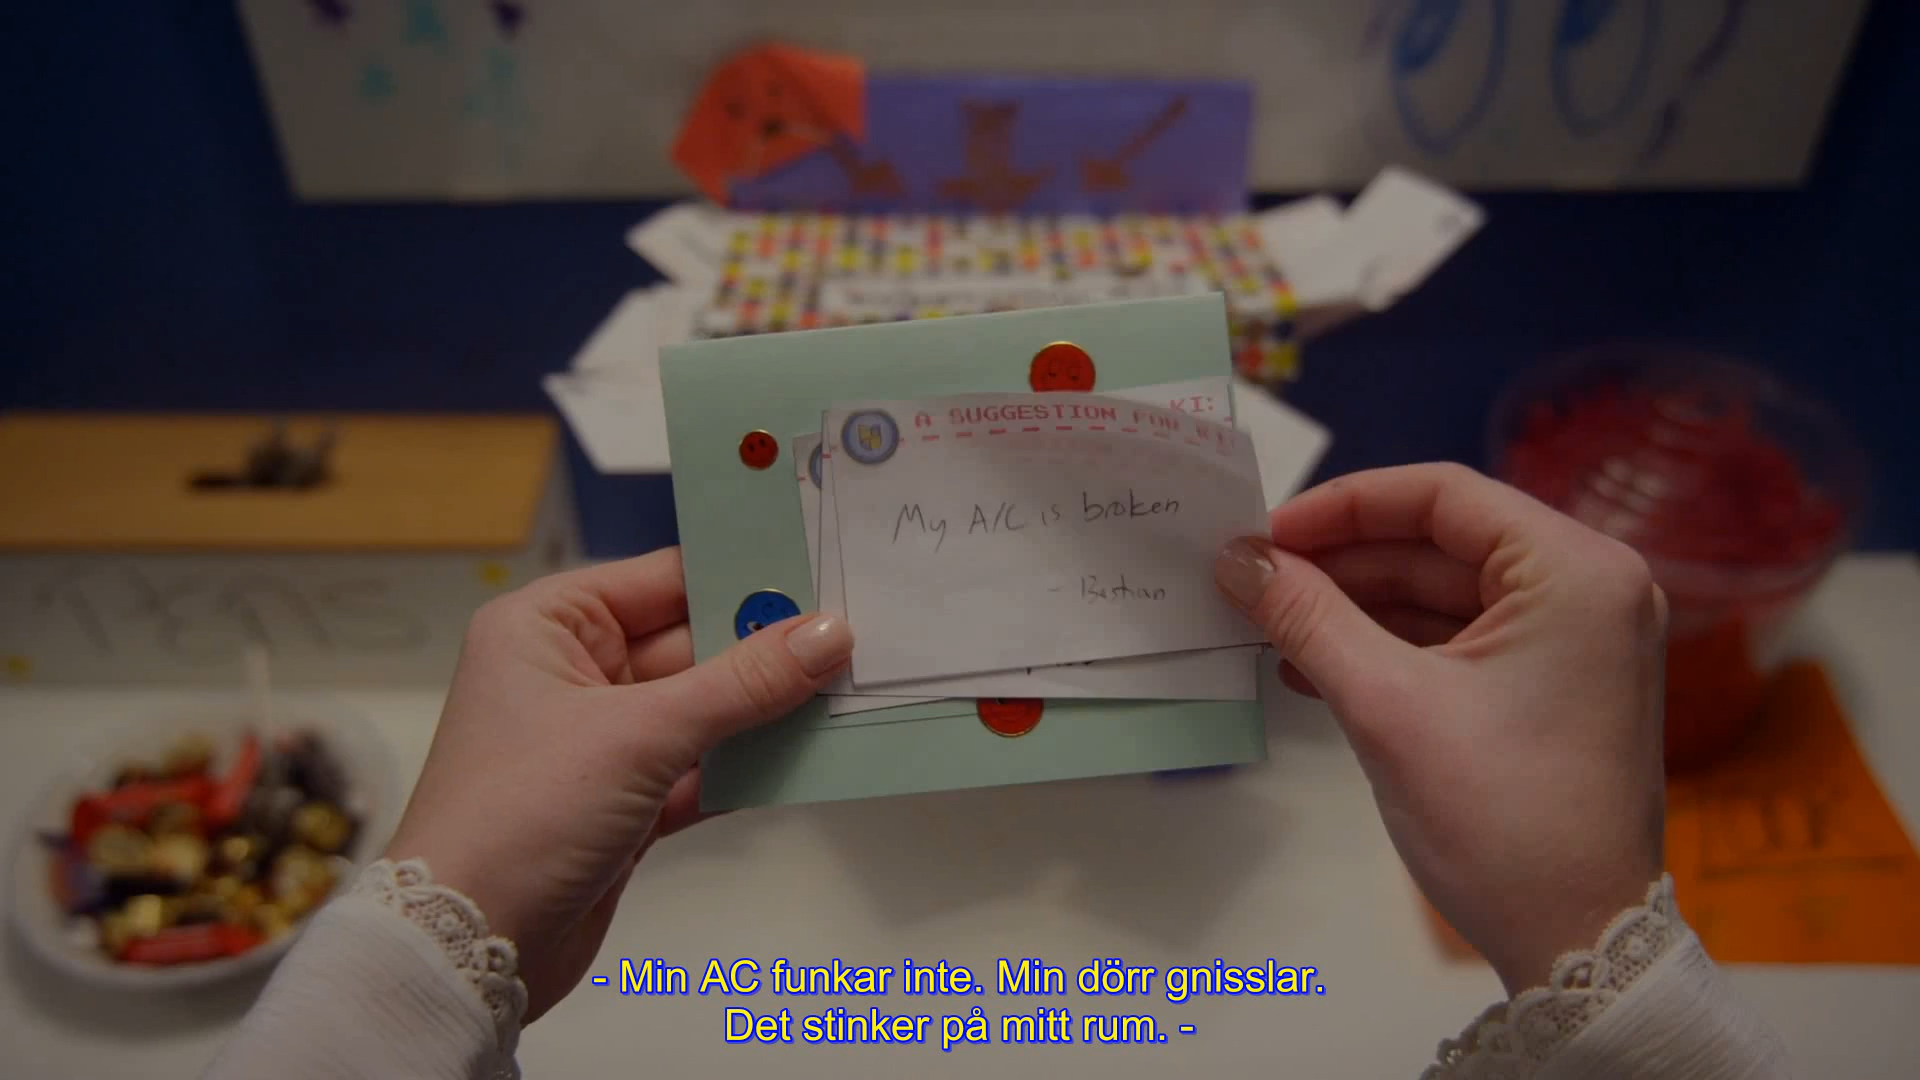 A SUGGESTION FOR KI:
My A/C is broken
- Bastian
- Min AC funkar inte. Min dörr gnisslar.
Det stinker på mitt rum. -